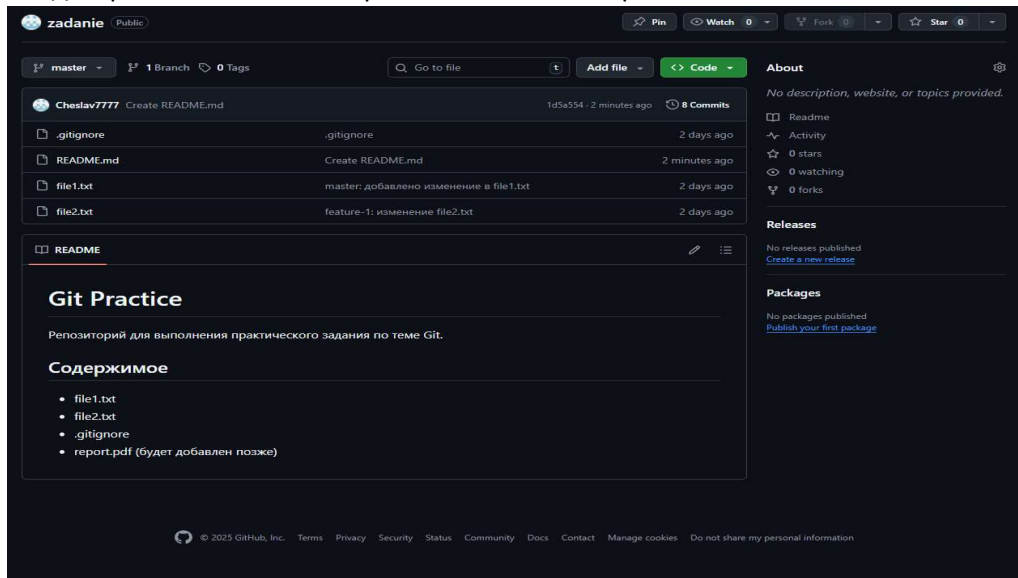 zadanie Public Pin Watch 0 Fork 0 Star 0
master 1 Branch 0 Tags Go to file t Add file Code
Cheslav7777 Create README.md 1d5a554 · 2 minutes ago 8 Commits
.gitignore .gitignore 2 days ago
README.md Create README.md 2 minutes ago
file1.txt master: добавлено изменение в file1.txt 2 days ago
file2.txt feature-1: изменение file2.txt 2 days ago
README
Git Practice
Репозиторий для выполнения практического задания по теме Git.
Содержимое
• file1.txt
• file2.txt
• .gitignore
• report.pdf (будет добавлен позже)
About
No description, website, or topics provided.
Readme
Activity
0 stars
0 watching
0 forks
Releases
No releases published
Create a new release
Packages
No packages published
Publish your first package
© 2025 GitHub, Inc. Terms Privacy Security Status Community Docs Contact Manage cookies Do not share my personal information